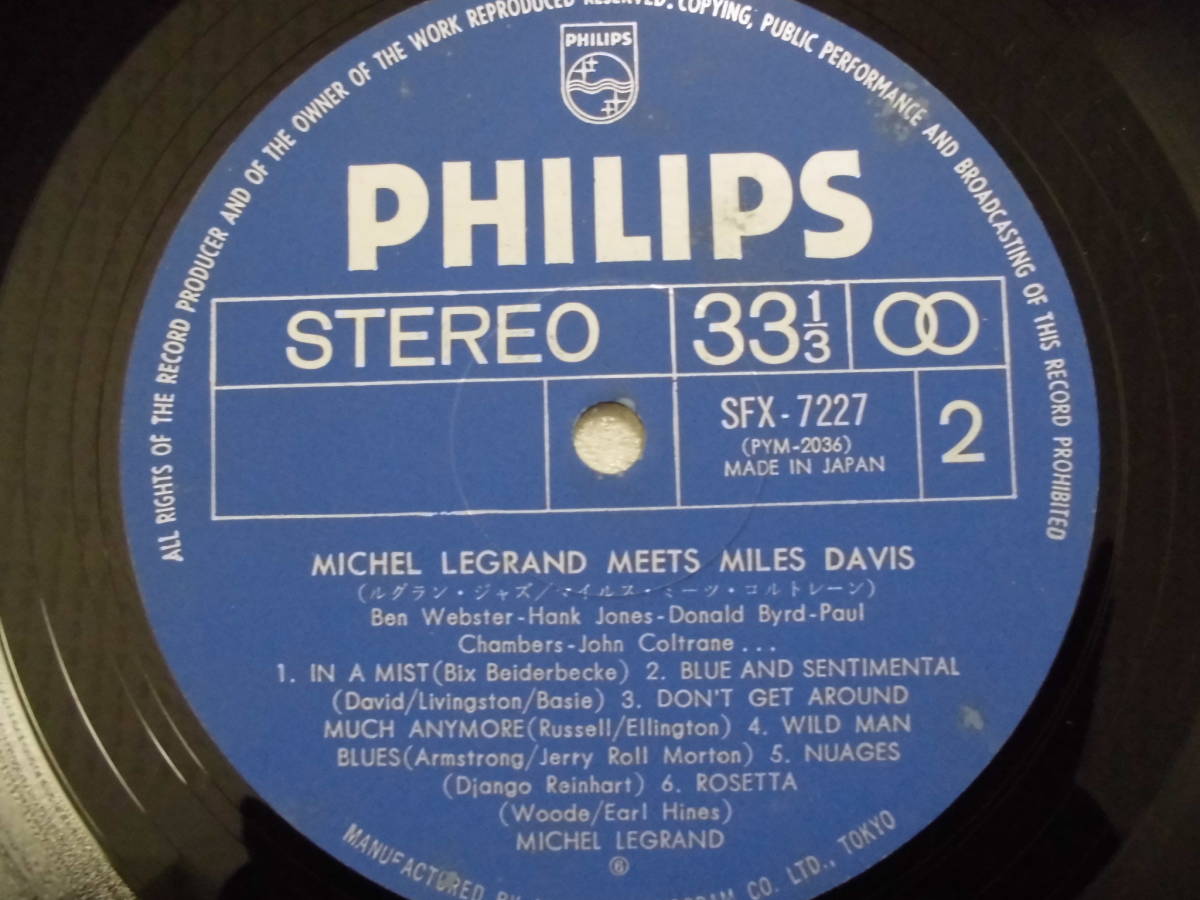 ALL RIGHTS OF THE RECORD PRODUCER AND OF THE OWNER OF THE WORK REPRODUCED RESERVED. COPYING, PUBLIC PERFORMANCE AND BROADCASTING OF THIS RECORD PROHIBITED
PHILIPS
PHILIPS
STEREO
33 1/3
SFX-7227
(PYM-2036)
MADE IN JAPAN
2
MICHEL LEGRAND MEETS MILES DAVIS
(ルグラン・ジャズ/マイルス・ミーツ・コルトレーン)
Ben Webster-Hank Jones-Donald Byrd-Paul
Chambers-John Coltrane...
1. IN A MIST(Bix Beiderbecke) 2. BLUE AND SENTIMENTAL
(David/Livingston/Basie) 3. DON'T GET AROUND
MUCH ANYMORE(Russell/Ellington) 4. WILD MAN
BLUES(Armstrong/Jerry Roll Morton) 5. NUAGES
(Django Reinhart) 6. ROSETTA
(Woode/Earl Hines)
MICHEL LEGRAND
⑥
MANUFACTURED BY CO. LTD., TOKYO